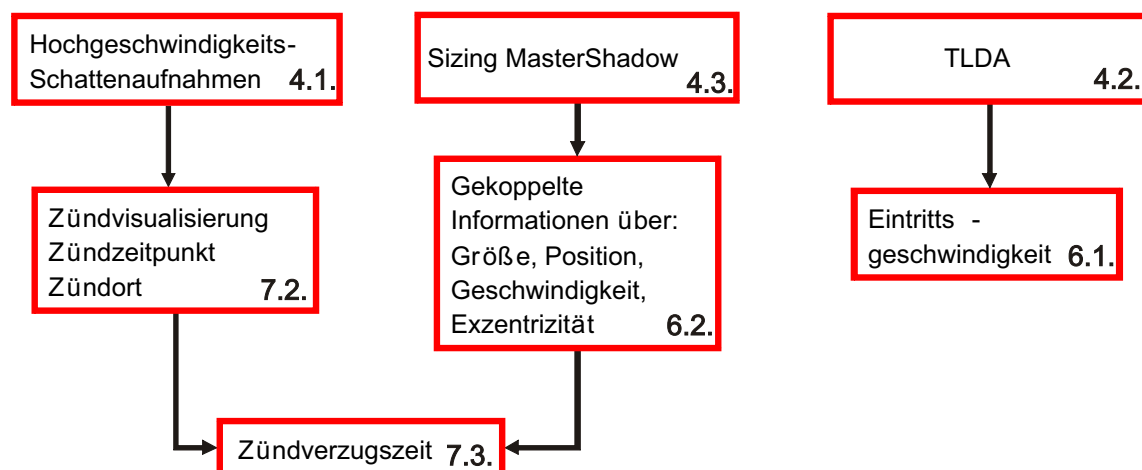 Hochgeschwindigkeits-
Schattenaufnahmen 4.1.
Sizing MasterShadow
4.3.
TLDA
4.2.
Zündvisualisierung
Zündzeitpunkt
Zündort 7.2.
Gekoppelte
Informationen über:
Größe, Position,
Geschwindigkeit,
Exzentrizität 6.2.
Eintritts -
geschwindigkeit 6.1.
Zündverzugszeit 7.3.